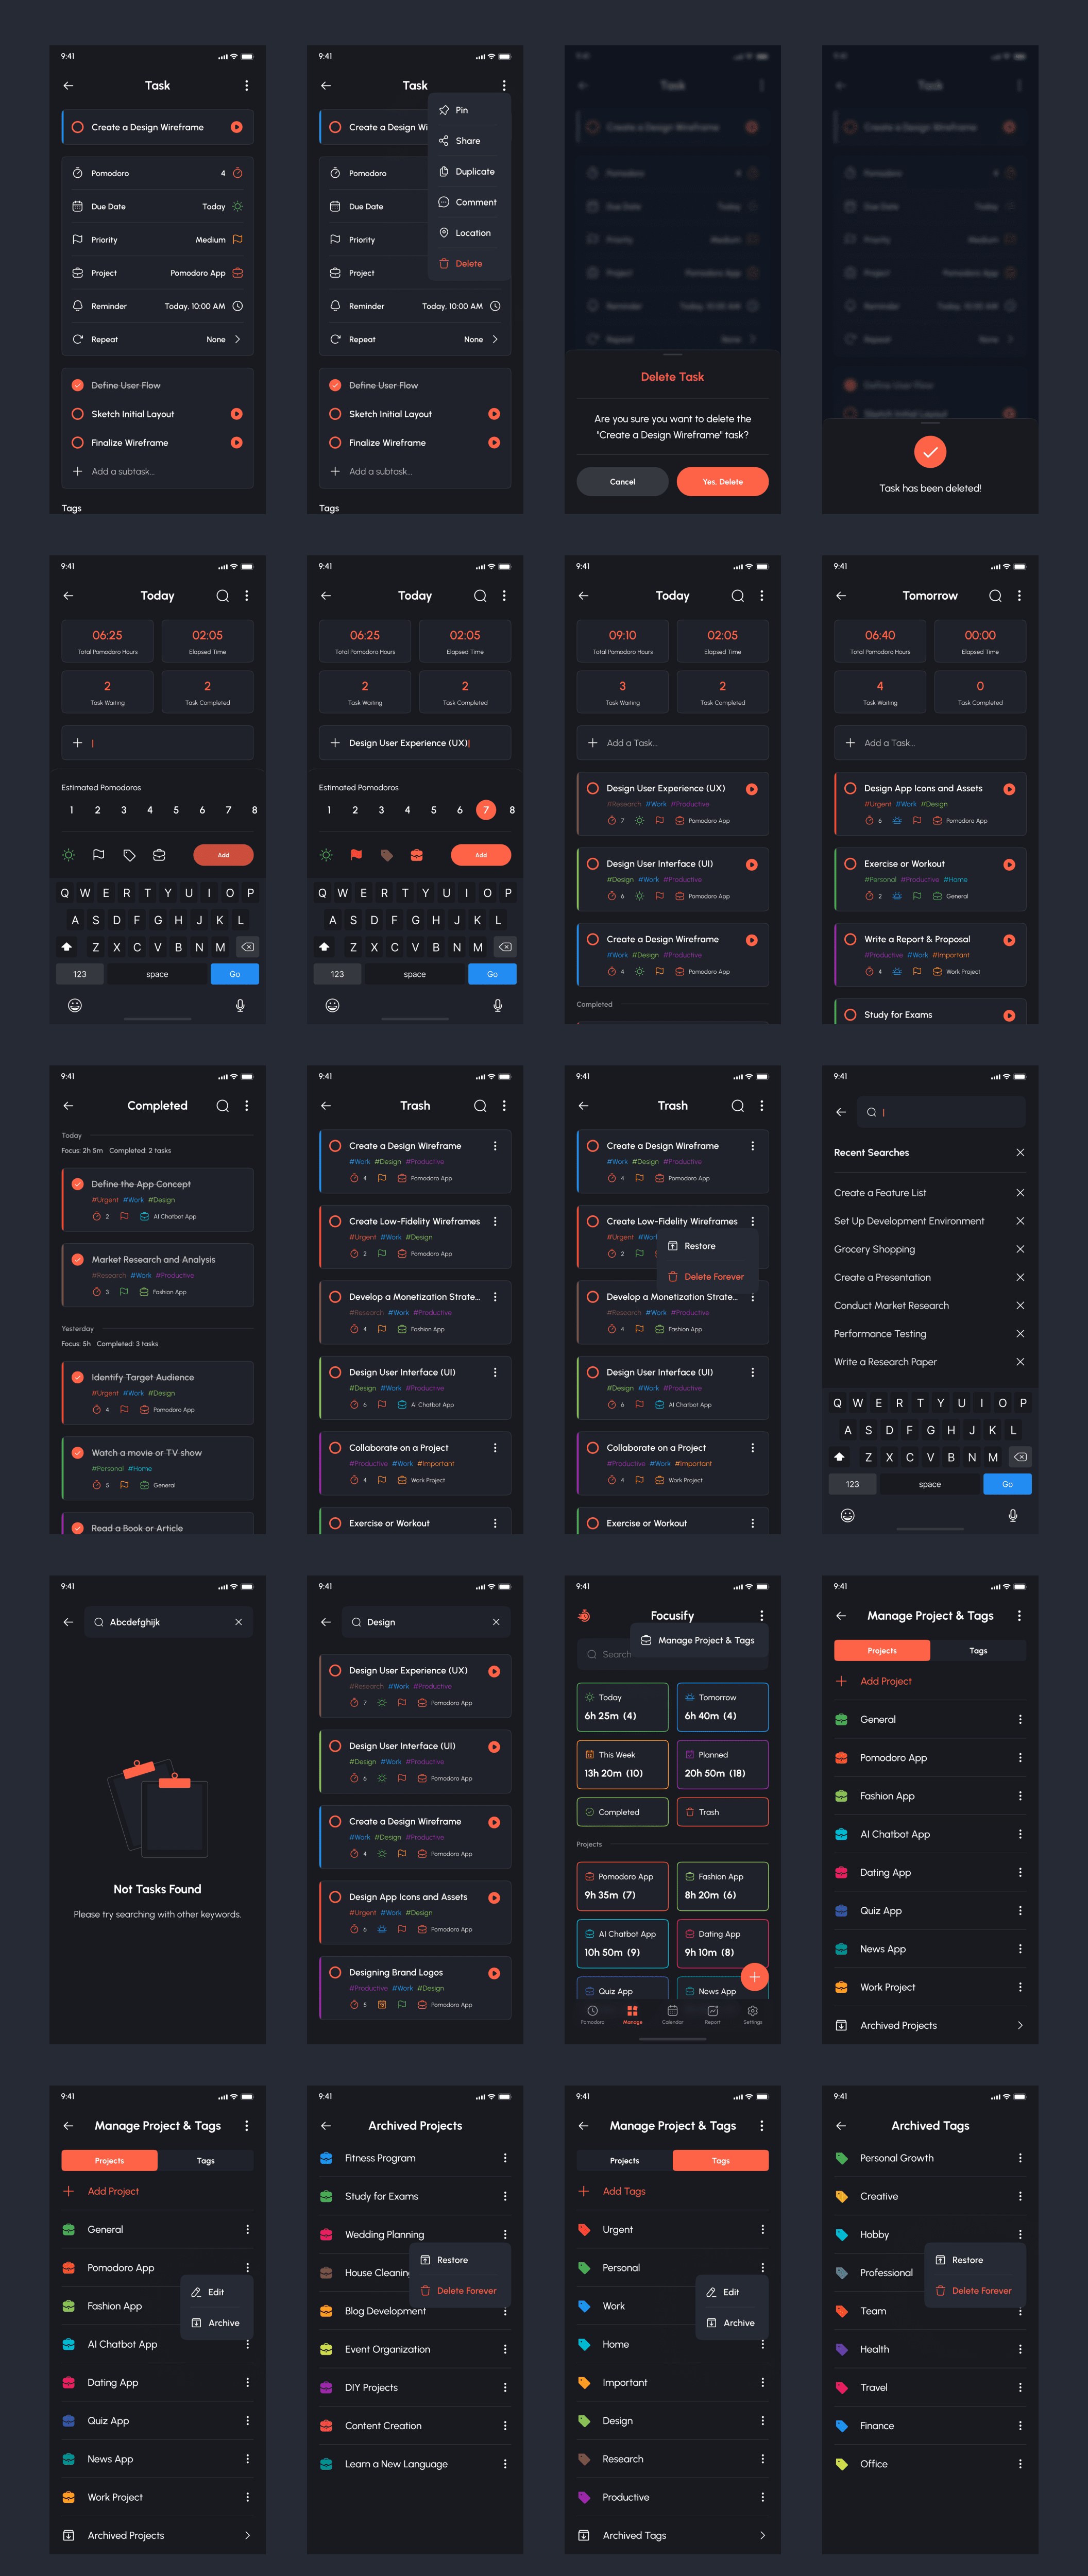 9:41
Task
Create a Design Wireframe
Pomodoro 4
Due Date Today
Priority Medium
Project Pomodoro App
Reminder Today, 10:00 AM
Repeat None
Define User Flow
Sketch Initial Layout
Finalize Wireframe
Add a subtask...
Tags
9:41
Task
Create a Design Wi
Pomodoro
Due Date
Priority
Project
Reminder Today, 10:00 AM
Repeat None
Pin
Share
Duplicate
Comment
Location
Delete
Define User Flow
Sketch Initial Layout
Finalize Wireframe
Add a subtask...
Tags
Delete Task
Are you sure you want to delete the
"Create a Design Wireframe" task?
Cancel Yes, Delete
Task has been deleted!
9:41
Today
06:25 02:05
Total Pomodoro Hours Elapsed Time
2 2
Task Waiting Task Completed
Estimated Pomodoros
1 2 3 4 5 6 7 8
Add
Q W E R T Y U I O P
A S D F G H J K L
Z X C V B N M
123 space Go
9:41
Today
06:25 02:05
Total Pomodoro Hours Elapsed Time
2 2
Task Waiting Task Completed
Design User Experience (UX)
Estimated Pomodoros
1 2 3 4 5 6 7 8
Add
Q W E R T Y U I O P
A S D F G H J K L
Z X C V B N M
123 space Go
9:41
Today
09:10 02:05
Total Pomodoro Hours Elapsed Time
3 2
Task Waiting Task Completed
Add a Task...
Design User Experience (UX)
#Research #Work #Productive
7 Pomodoro App
Design User Interface (UI)
#Design #Work #Productive
6 Pomodoro App
Create a Design Wireframe
#Work #Design #Productive
4 Pomodoro App
Completed
9:41
Tomorrow
06:40 00:00
Total Pomodoro Hours Elapsed Time
4 0
Task Waiting Task Completed
Add a Task...
Design App Icons and Assets
#Urgent #Work #Design
6 Pomodoro App
Exercise or Workout
#Personal #Productive #Home
2 General
Write a Report & Proposal
#Productive #Work #Important
4 Work Project
Study for Exams
9:41
Completed
Today
Focus: 2h 5m Completed: 2 tasks
Define the App Concept
#Urgent #Work #Design
2 AI Chatbot App
Market Research and Analysis
#Research #Work #Productive
3 Fashion App
Yesterday
Focus: 5h Completed: 3 tasks
Identify Target Audience
#Urgent #Work #Design
4 Pomodoro App
Watch a movie or TV show
#Personal #Home
5 General
Read a Book or Article
9:41
Trash
Create a Design Wireframe
#Work #Design #Productive
4 Pomodoro App
Create Low-Fidelity Wireframes
#Urgent #Work #Design
2 Pomodoro App
Develop a Monetization Strate...
#Research #Work #Productive
4 Fashion App
Design User Interface (UI)
#Design #Work #Productive
6 AI Chatbot App
Collaborate on a Project
#Productive #Work #Important
4 Work Project
Exercise or Workout
9:41
Trash
Create a Design Wireframe
#Work #Design #Productive
4 Pomodoro App
Create Low-Fidelity Wireframes
#Urgent #Worl
2
Restore
Delete Forever
Develop a Monetization Strate...
#Research #Work #Productive
4 Fashion App
Design User Interface (UI)
#Design #Work #Productive
6 AI Chatbot App
Collaborate on a Project
#Productive #Work #Important
4 Work Project
Exercise or Workout
9:41
Recent Searches
Create a Feature List
Set Up Development Environment
Grocery Shopping
Create a Presentation
Conduct Market Research
Performance Testing
Write a Research Paper
Q W E R T Y U I O P
A S D F G H J K L
Z X C V B N M
123 space Go
9:41
Abcdefghijk
Not Tasks Found
Please try searching with other keywords.
9:41
Design
Design User Experience (UX)
#Research #Work #Productive
7 Pomodoro App
Design User Interface (UI)
#Design #Work #Productive
6 Pomodoro App
Create a Design Wireframe
#Work #Design #Productive
4 Pomodoro App
Design App Icons and Assets
#Urgent #Work #Design
6 Pomodoro App
Designing Brand Logos
#Productive #Work #Design
5 Pomodoro App
9:41
Focusify
Manage Project & Tags
Search
Today Tomorrow
6h 25m (4) 6h 40m (4)
This Week Planned
13h 20m (10) 20h 50m (18)
Completed Trash
Projects
Pomodoro App Fashion App
9h 35m (7) 8h 20m (6)
AI Chatbot App Dating App
10h 50m (9) 9h 10m (8)
Quiz App News App
Pomodoro Manage Calendar Report Settings
9:41
Manage Project & Tags
Projects Tags
Add Project
General
Pomodoro App
Fashion App
AI Chatbot App
Dating App
Quiz App
News App
Work Project
Archived Projects
9:41
Manage Project & Tags
Projects Tags
Add Project
General
Pomodoro App
Edit
Fashion App
Archive
AI Chatbot App
Dating App
Quiz App
News App
Work Project
Archived Projects
9:41
Archived Projects
Fitness Program
Study for Exams
Wedding Planning
Restore
House Cleaning
Delete Forever
Blog Development
Event Organization
DIY Projects
Content Creation
Learn a New Language
9:41
Manage Project & Tags
Projects Tags
Add Tags
Urgent
Personal
Edit
Work
Archive
Home
Important
Design
Research
Productive
Archived Tags
9:41
Archived Tags
Personal Growth
Creative
Hobby
Restore
Professional
Delete Forever
Team
Health
Travel
Finance
Office